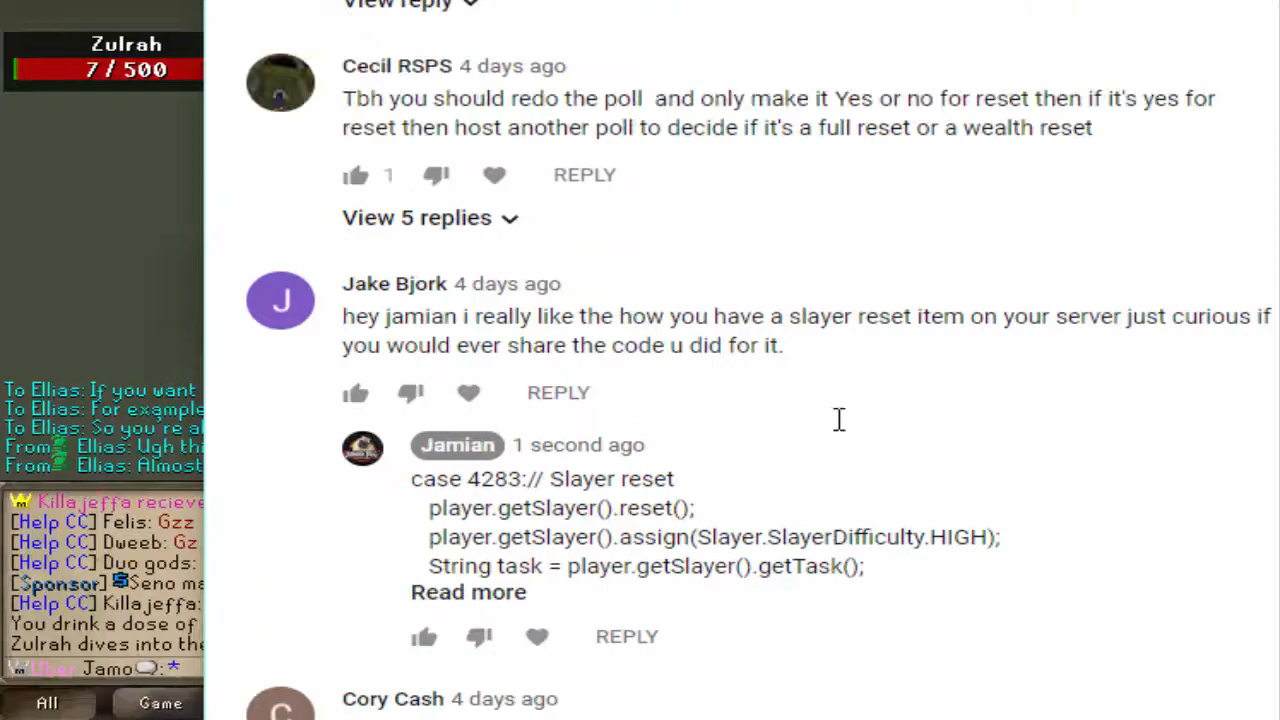 View reply
Zulrah
7 / 500
Cecil RSPS 4 days ago
Tbh you should redo the poll and only make it Yes or no for reset then if it's yes for
reset then host another poll to decide if it's a full reset or a wealth reset
1 REPLY
View 5 replies
J
Jake Bjork 4 days ago
hey jamian i really like the how you have a slayer reset item on your server just curious if
you would ever share the code u did for it.
REPLY
Jamian 1 second ago
case 4283:// Slayer reset
player.getSlayer().reset();
player.getSlayer().assign(Slayer.SlayerDifficulty.HIGH);
String task = player.getSlayer().getTask();
Read more
REPLY
C
Cory Cash 4 days ago
To Ellias: If you want
To Ellias: For example
To Ellias: So you're
From Ellias: Ugh
From Ellias: Almost
Killajeffa
[Help CC] Felis: Gzz
[Help CC] Dweeb: Gz
[Help CC] Duo gods:
[Sponsor] S Seno
[Help CC] Killajeffa:
You drink a dose of
Zulrah dives into the
Uber Jamo: *
All Game